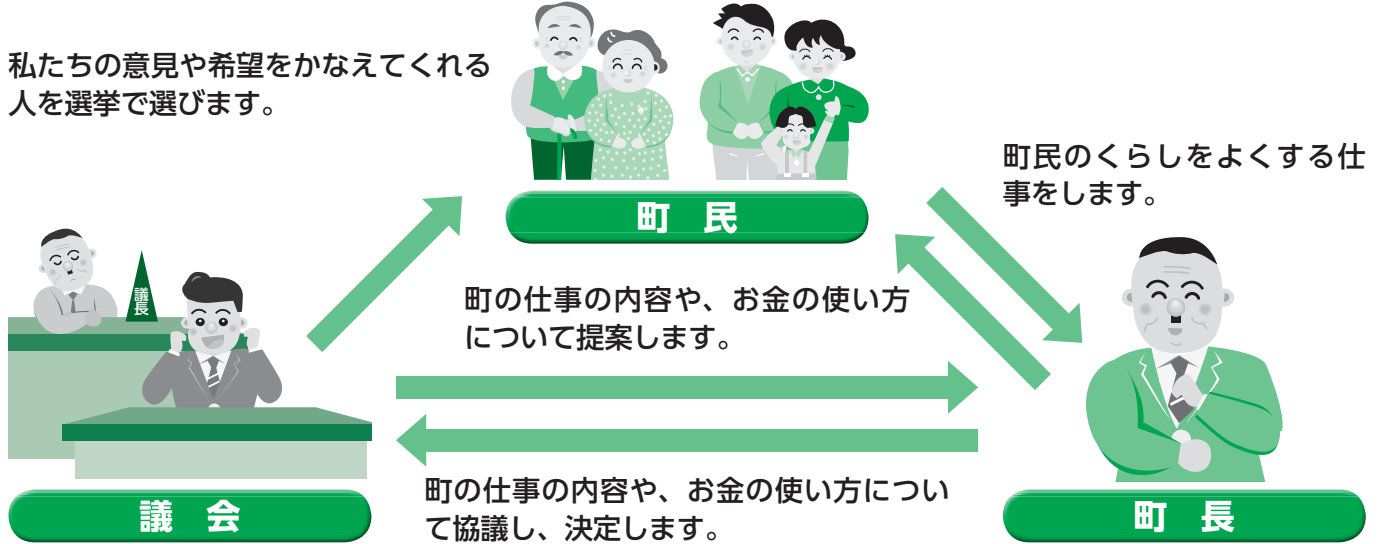 私たちの意見や希望をかなえてくれる
人を選挙で選びます。
町民
町民のくらしをよくする仕
事をします。
議長
町の仕事の内容や、お金の使い方
について提案します。
町の仕事の内容や、お金の使い方につい
て協議し、決定します。
議会
町長